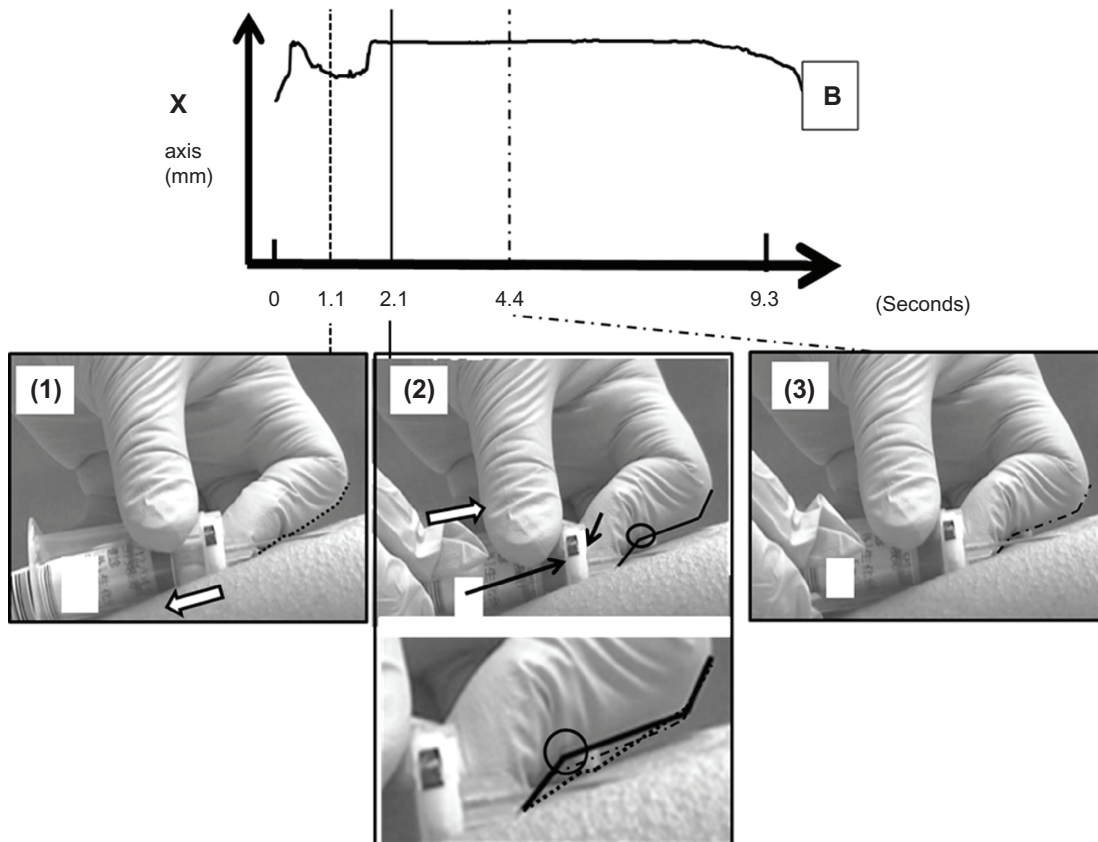 X
axis
(mm)
B
0 1.1 2.1 4.4 9.3 (Seconds)
(1)
(2)
(3)